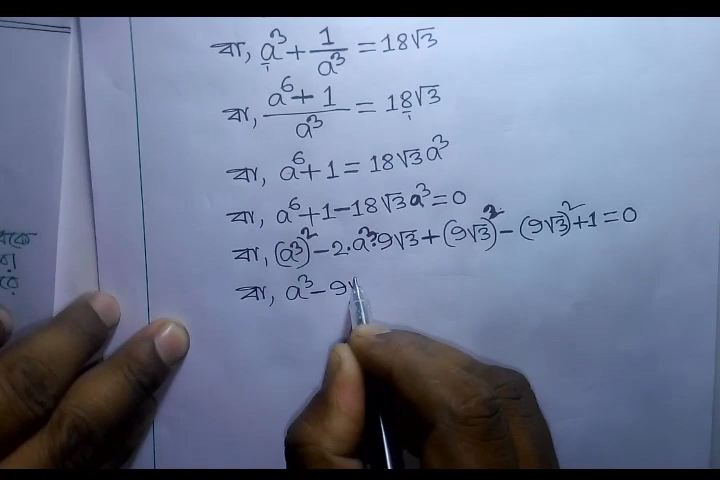 বা, a³ + 1/a³ = 18√3
বা, (a⁶ + 1)/a³ = 18√3
বা, a⁶ + 1 = 18√3 a³
বা, a⁶ + 1 - 18√3 a³ = 0
বা, (a³)² - 2·a³·9√3 + (9√3)² - (9√3)² + 1 = 0
বা, a³ - 9√